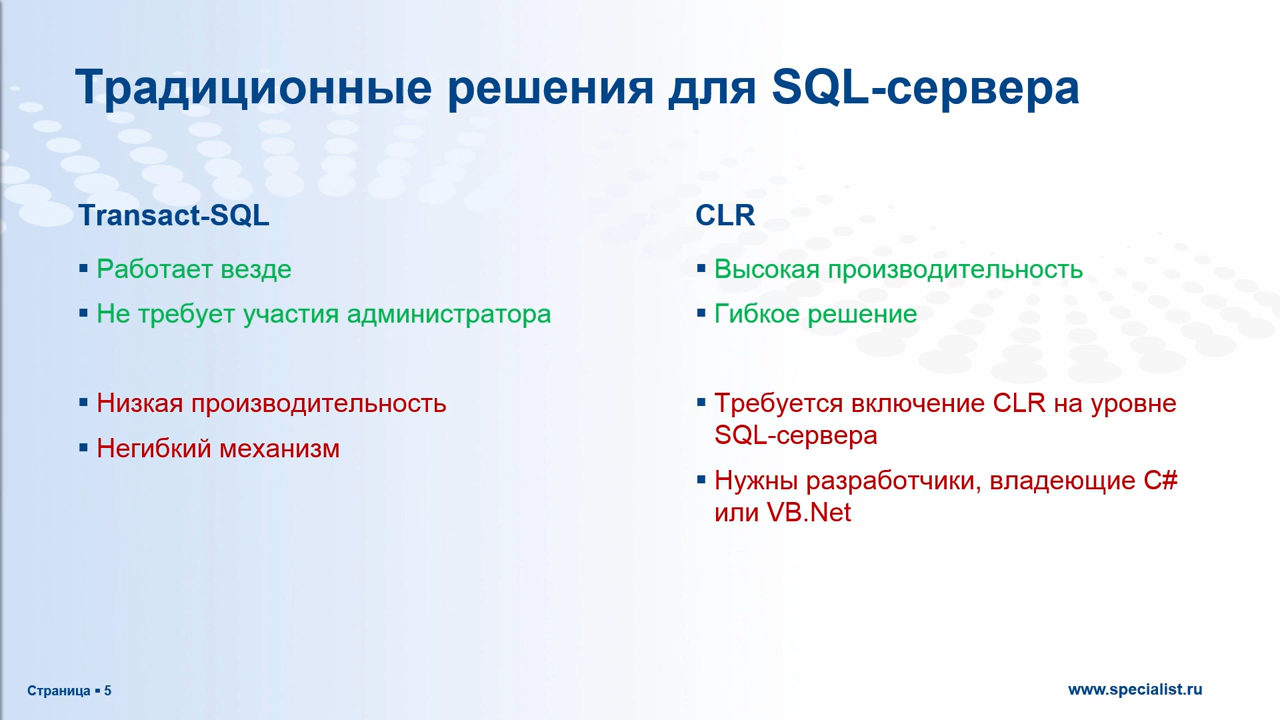 Традиционные решения для SQL-сервера
Transact-SQL
▪ Работает везде
▪ Не требует участия администратора
▪ Низкая производительность
▪ Негибкий механизм
CLR
▪ Высокая производительность
▪ Гибкое решение
▪ Требуется включение CLR на уровне
SQL-сервера
▪ Нужны разработчики, владеющие C#
или VB.Net
Страница ▪ 5
www.specialist.ru